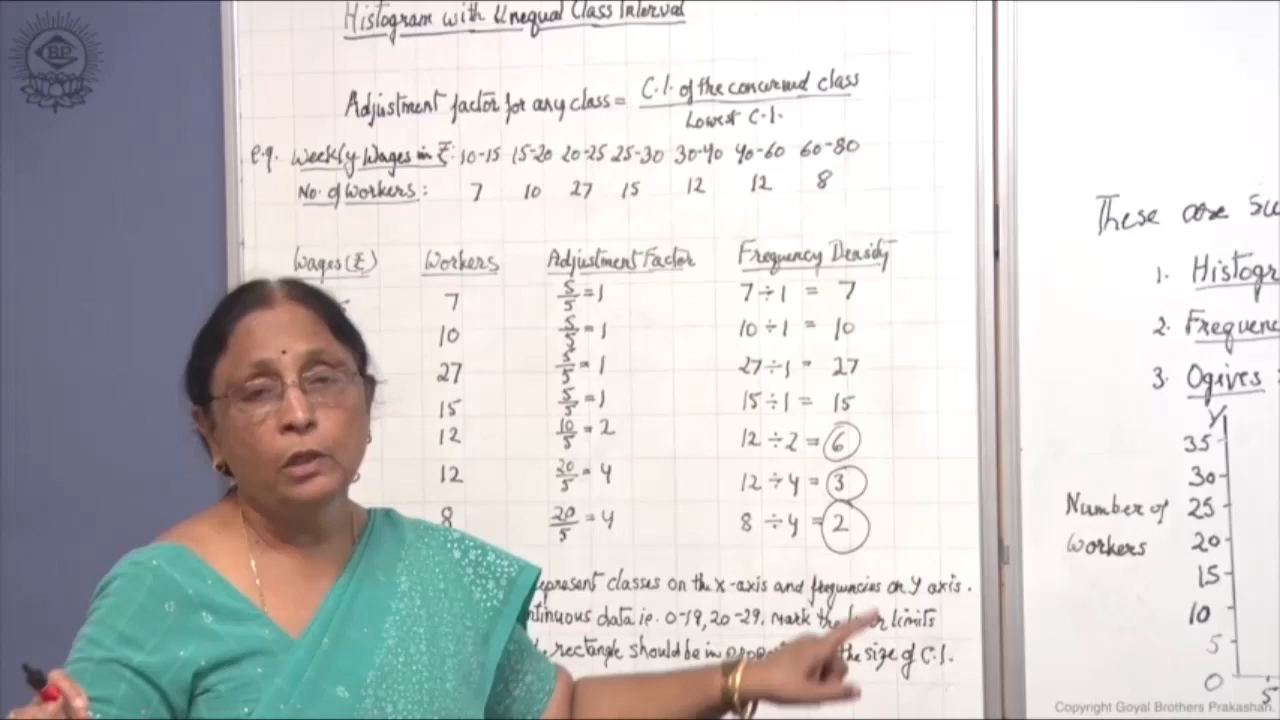 Histogram with Unequal Class Interval
Adjustment factor for any class = C.I. of the concerned class
Lowest C.I.
e.g. Weekly Wages in ₹: 10-15 15-20 20-25 25-30 30-40 40-60 60-80
No. of Workers: 7 10 27 15 12 12 8
Wages (₹) Workers Adjustment Factor Frequency Density
7 5/5 = 1 7÷1 = 7
10 5/5 = 1 10÷1 = 10
27 5/5 = 1 27÷1 = 27
15 5/5 = 1 15÷1 = 15
12 10/5 = 2 12÷2 = 6
12 20/5 = 4 12÷4 = 3
8 20/5 = 4 8÷4 = 2
classes on the x-axis and frequencies on Y axis.
data ie. 0-19, 20-29. Mark the limits
rectangle should be in the size of C.I.
These are
1. Histogr
2. Frequenc
3. Ogives
Y
35
30
25
20
15
10
5
0
5
Number of
Workers
BP
Copyright Goyal Brothers Prakashan.